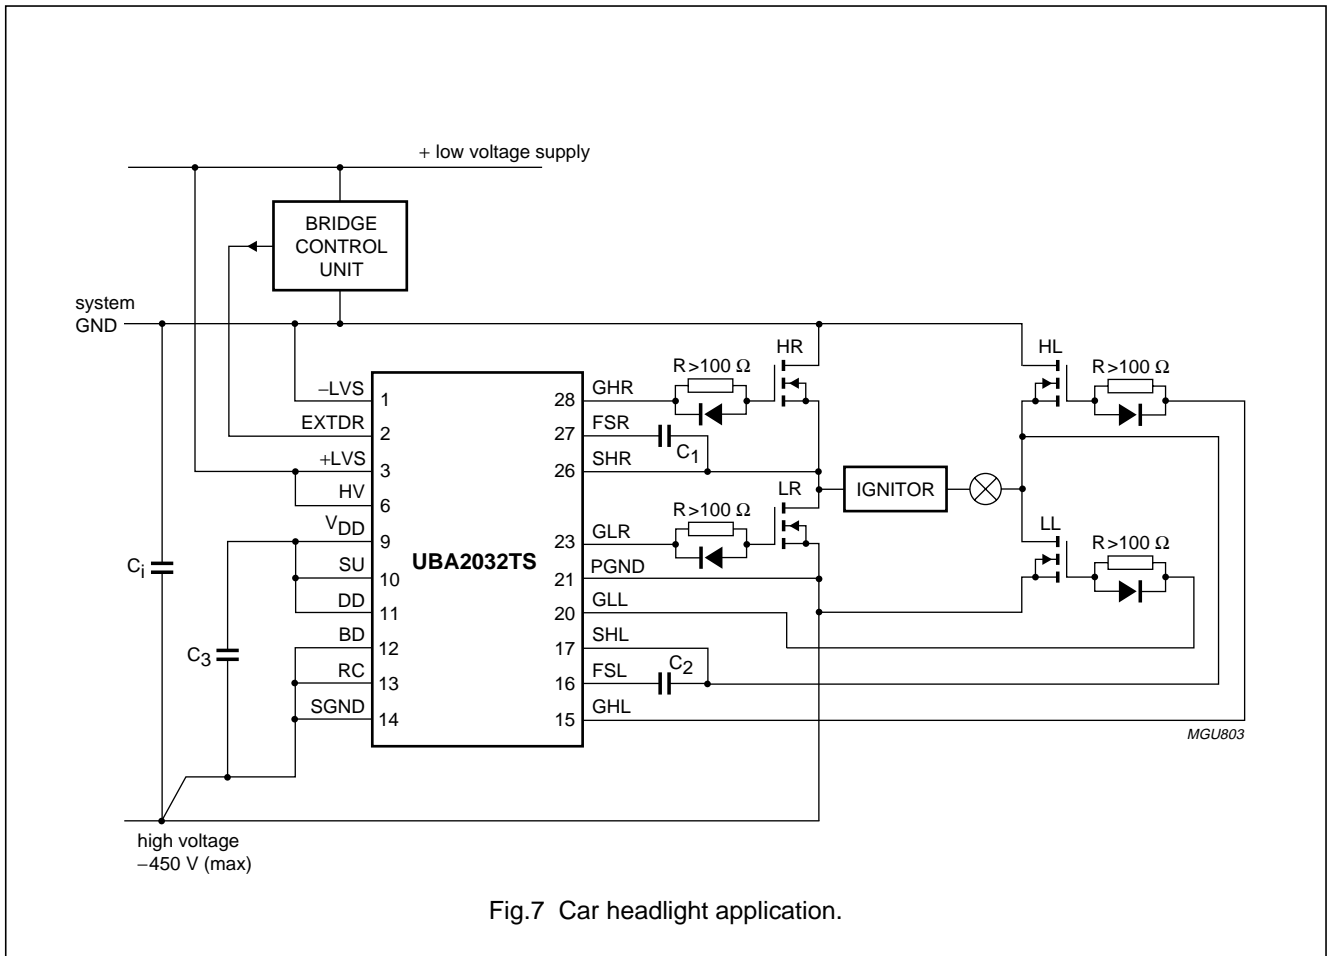 + low voltage supply
BRIDGE
CONTROL
UNIT
system
GND
−LVS
1
EXTDR
2
+LVS
3
HV
6
VDD
9
SU
10
DD
11
BD
12
RC
13
SGND
14
UBA2032TS
28
GHR
27
FSR
26
SHR
23
GLR
21
PGND
20
GLL
17
SHL
16
FSL
15
GHL
R>100 Ω
HR
C1
R>100 Ω
LR
IGNITOR
HL
R>100 Ω
LL
R>100 Ω
C2
Ci
C3
MGU803
high voltage
−450 V (max)
Fig.7 Car headlight application.